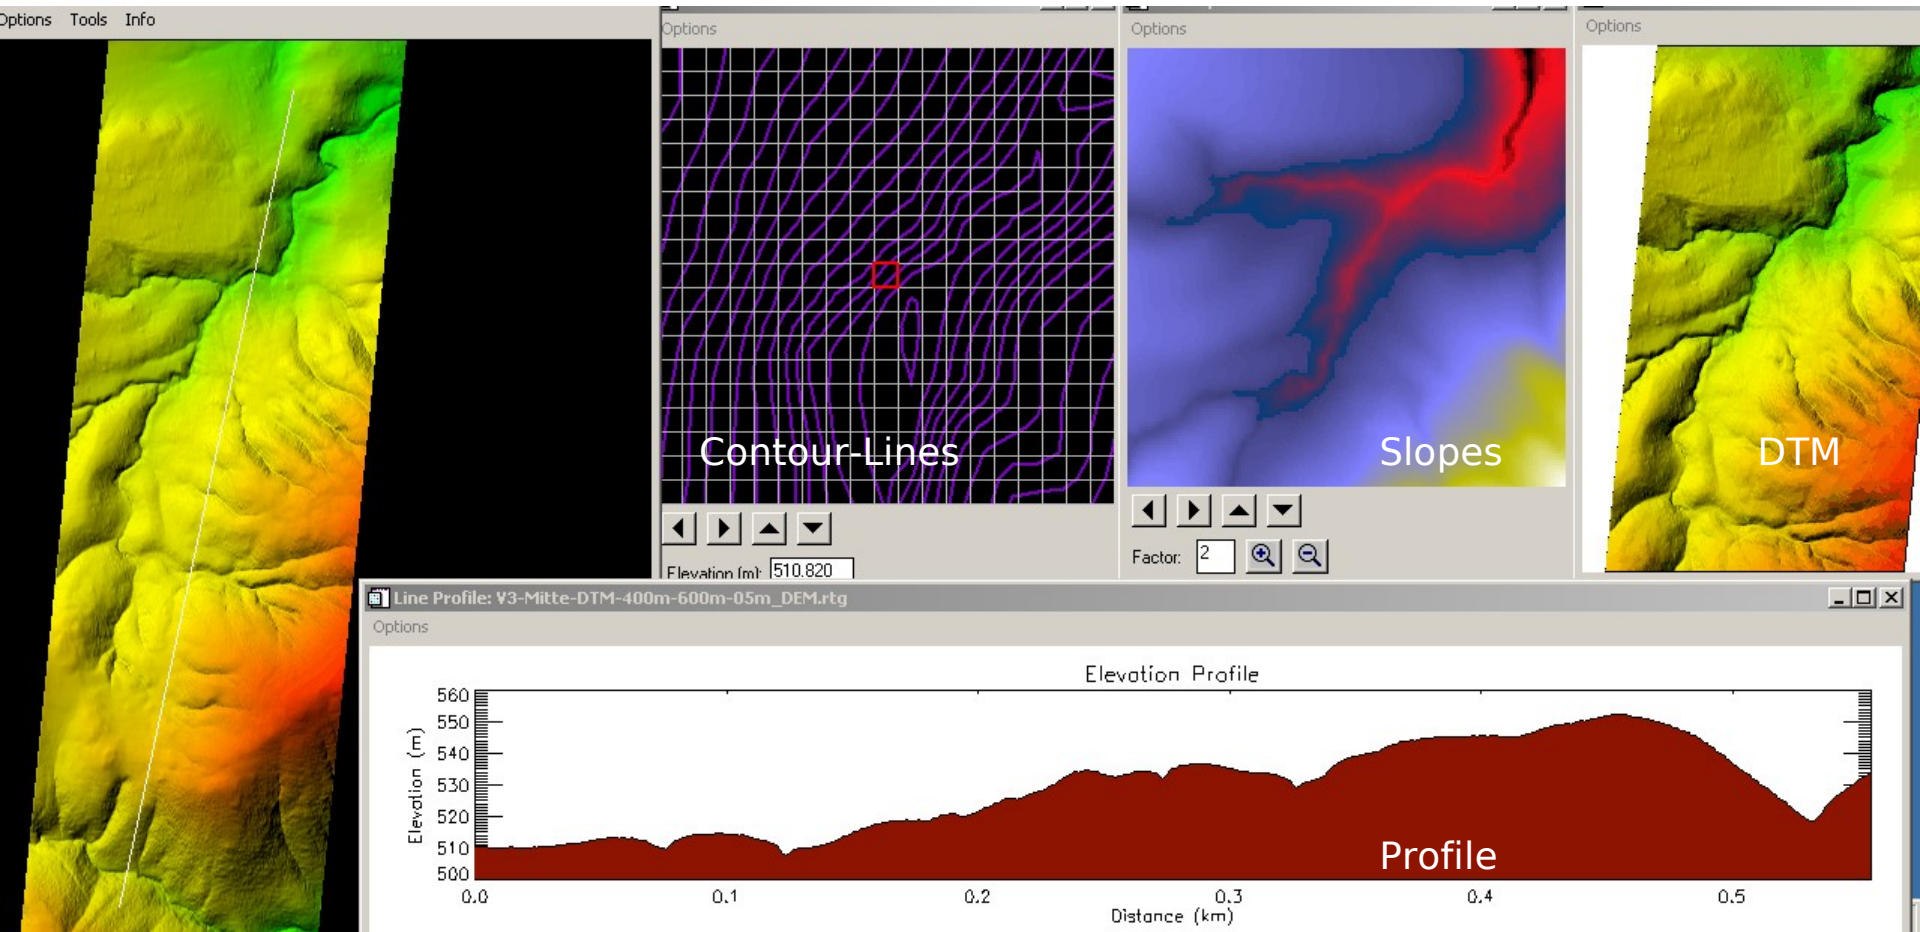 Options Tools Info
Options
Options
Options
Contour-Lines
Slopes
DTM
Elevation (m): 510.820
Factor: 2
Line Profile: V3-Mitte-DTM-400m-600m-05m_DEM.rtg
Options
Elevation Profile
560
550
540
530
520
510
500
Elevation (m)
Profile
0.0 0.1 0.2 0.3 0.4 0.5
Distance (km)